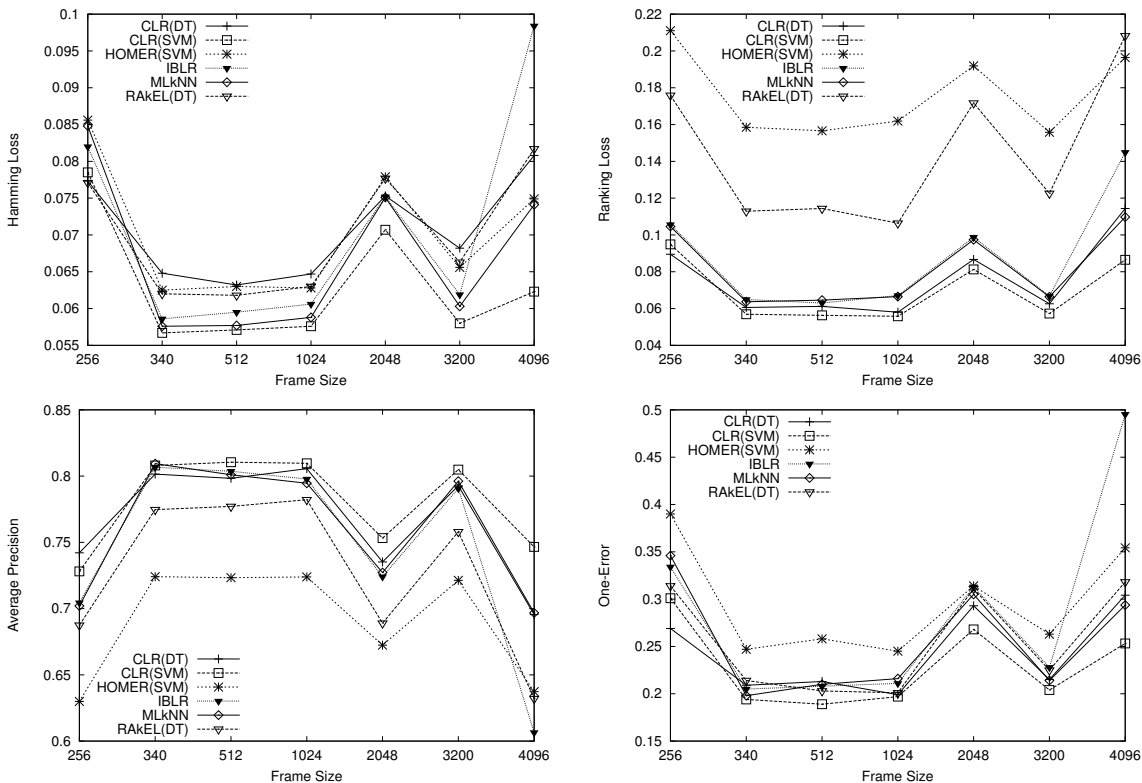 0.1
0.095
0.09
0.085
0.08
0.075
0.07
0.065
0.06
0.055
Hamming Loss
CLR(DT)
CLR(SVM)
HOMER(SVM)
IBLR
MLkNN
RAkEL(DT)
256 340 512 1024 2048 3200 4096
Frame Size
0.22
0.2
0.18
0.16
0.14
0.12
0.1
0.08
0.06
0.04
Ranking Loss
CLR(DT)
CLR(SVM)
HOMER(SVM)
IBLR
MLkNN
RAkEL(DT)
256 340 512 1024 2048 3200 4096
Frame Size
0.85
0.8
0.75
0.7
0.65
0.6
Average Precision
CLR(DT)
CLR(SVM)
HOMER(SVM)
IBLR
MLkNN
RAkEL(DT)
256 340 512 1024 2048 3200 4096
Frame Size
0.5
0.45
0.4
0.35
0.3
0.25
0.2
0.15
One-Error
CLR(DT)
CLR(SVM)
HOMER(SVM)
IBLR
MLkNN
RAkEL(DT)
256 340 512 1024 2048 3200 4096
Frame Size